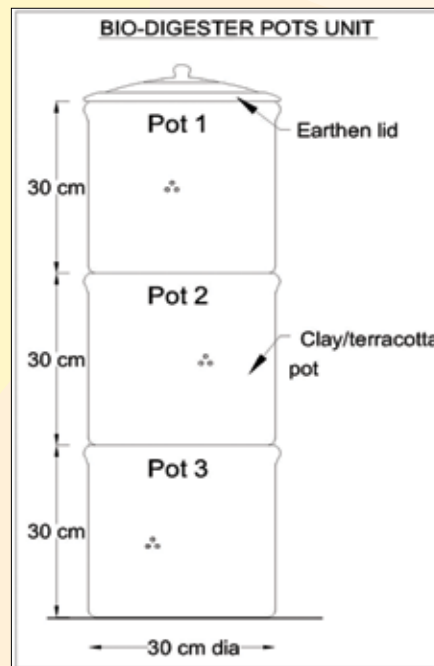 BIO-DIGESTER POTS UNIT
Pot 1
Earthen lid
30 cm
Pot 2
30 cm
Clay/terracotta
pot
Pot 3
30 cm
30 cm dia